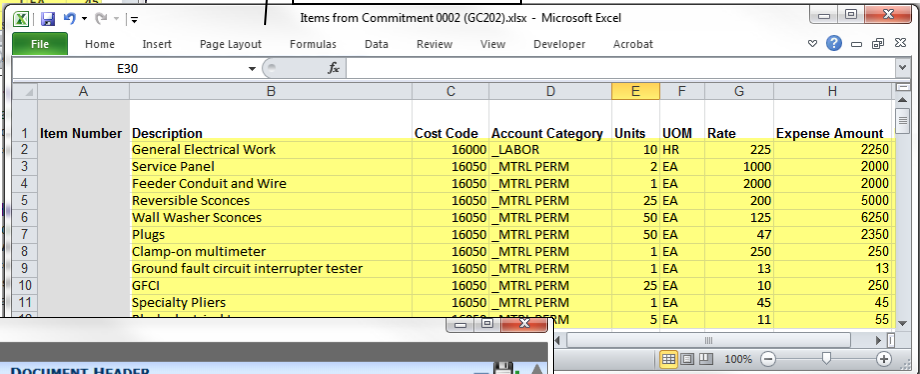 Items from Commitment 0002 (GC202).xlsx - Microsoft Excel
File Home Insert Page Layout Formulas Data Review View Developer Acrobat
E30 fx
A B C D E F G H
1 Item Number Description Cost Code Account Category Units UOM Rate Expense Amount
2 General Electrical Work 16000 _LABOR 10 HR 225 2250
3 Service Panel 16050 _MTRL PERM 2 EA 1000 2000
4 Feeder Conduit and Wire 16050 _MTRL PERM 1 EA 2000 2000
5 Reversible Sconces 16050 _MTRL PERM 25 EA 200 5000
6 Wall Washer Sconces 16050 _MTRL PERM 50 EA 125 6250
7 Plugs 16050 _MTRL PERM 50 EA 47 2350
8 Clamp-on multimeter 16050 _MTRL PERM 1 EA 250 250
9 Ground fault circuit interrupter tester 16050 _MTRL PERM 1 EA 13 13
10 GFCI 16050 _MTRL PERM 25 EA 10 250
11 Specialty Pliers 16050 _MTRL PERM 1 EA 45 45
5 EA 11 55
100%
DOCUMENT HEADER